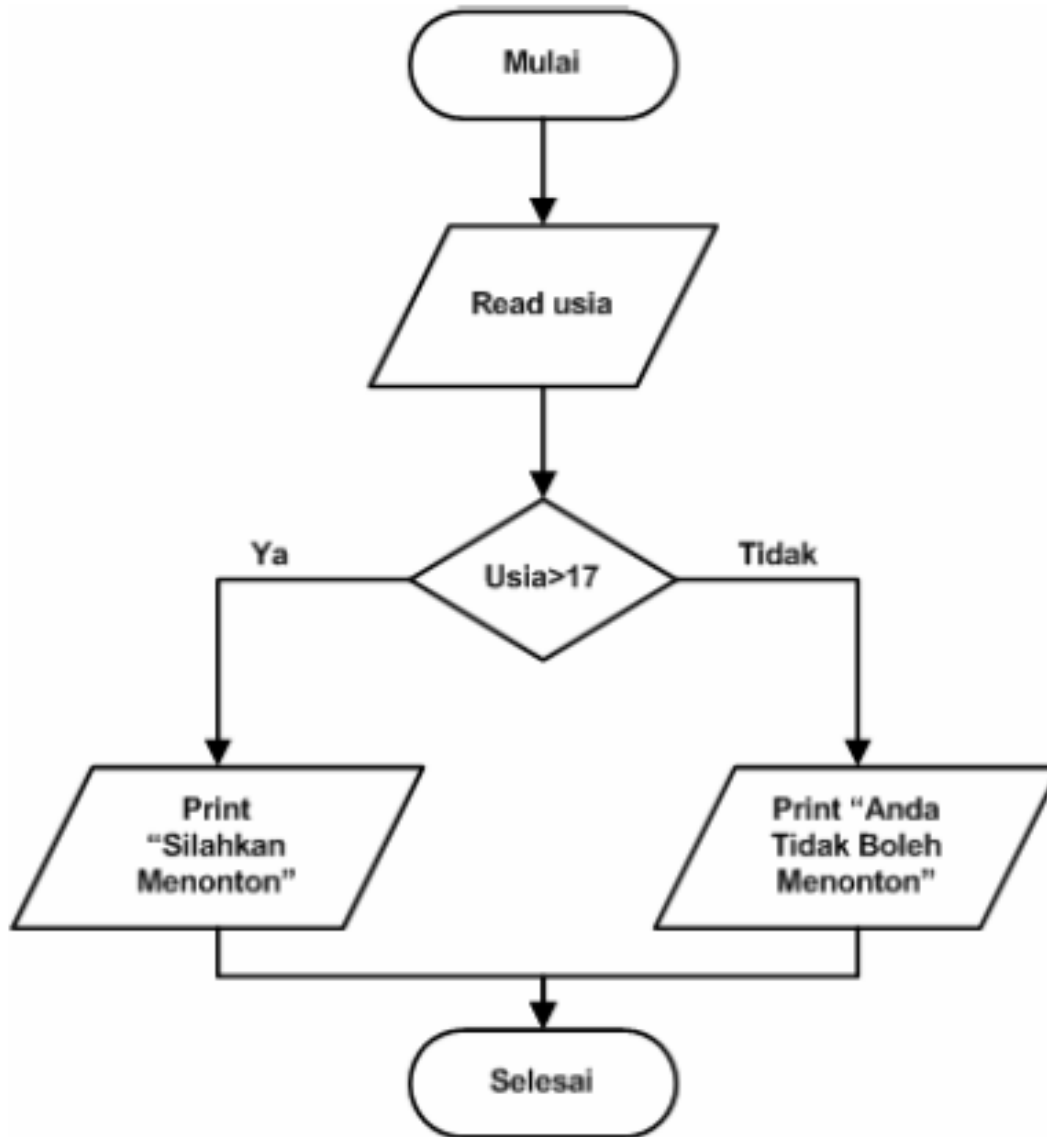 Mulai
Read usia
Usia>17
Ya
Tidak
Print
“Silahkan
Menonton”
Print “Anda
Tidak Boleh
Menonton”
Selesai